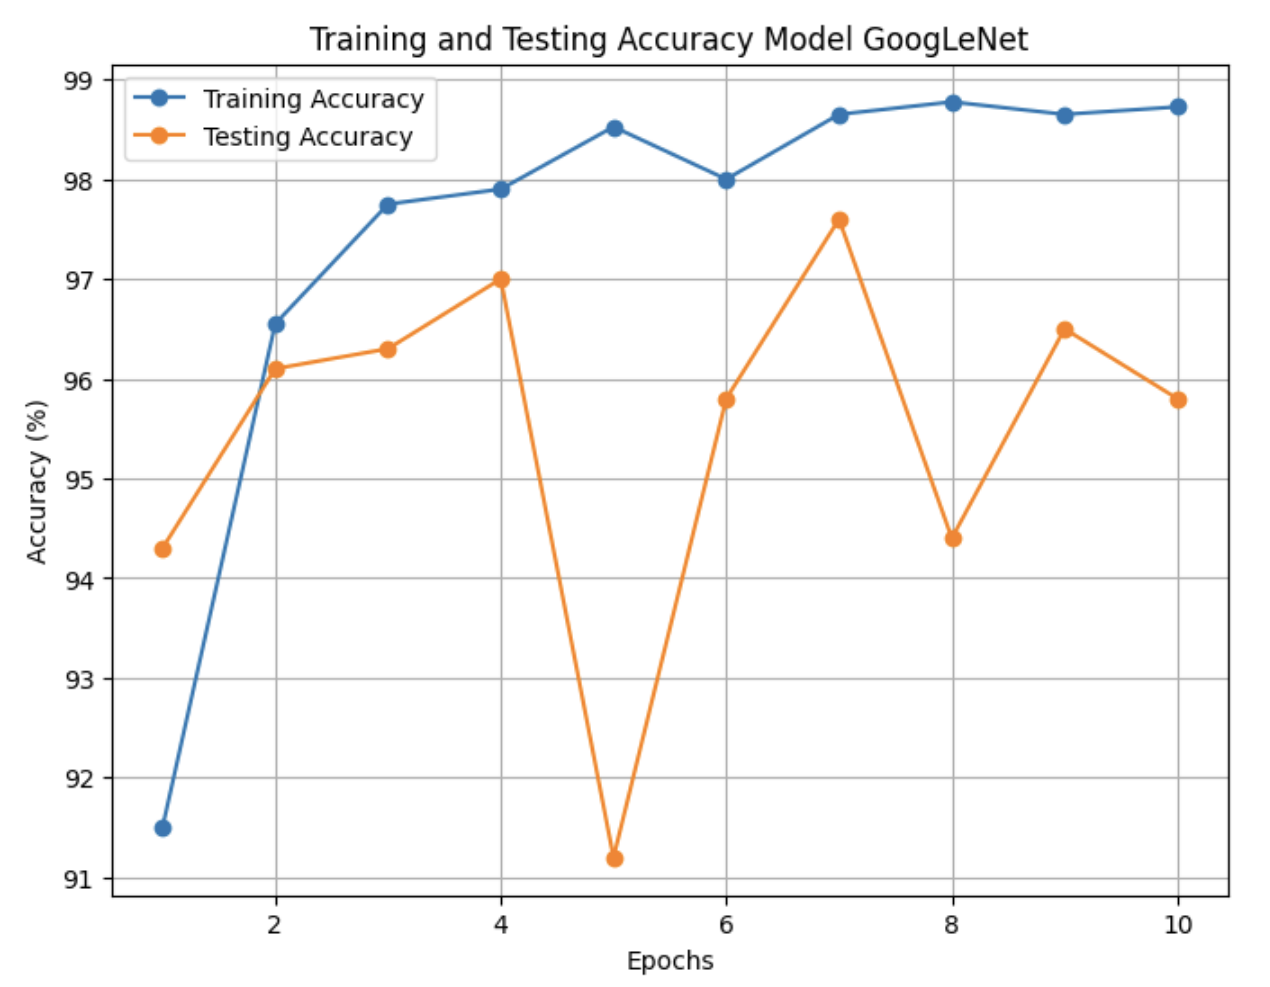 Training and Testing Accuracy Model GoogLeNet
Training Accuracy
Testing Accuracy
Accuracy (%)
99
98
97
96
95
94
93
92
91
2 4 6 8 10
Epochs